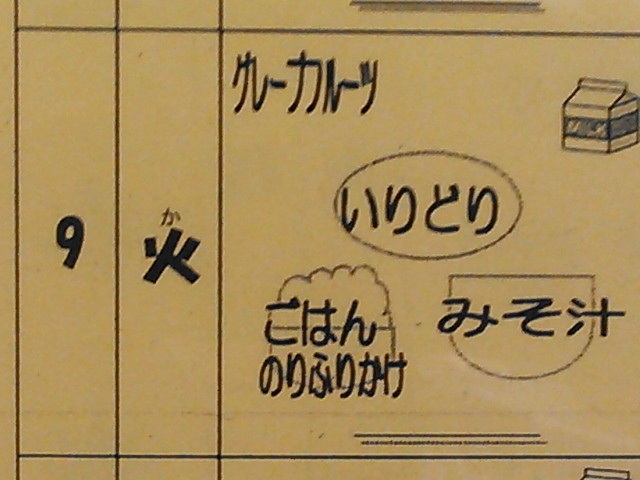 9
か
火
グレープフルーツ
いりどり
ごはん
のりふりかけ
みそ汁